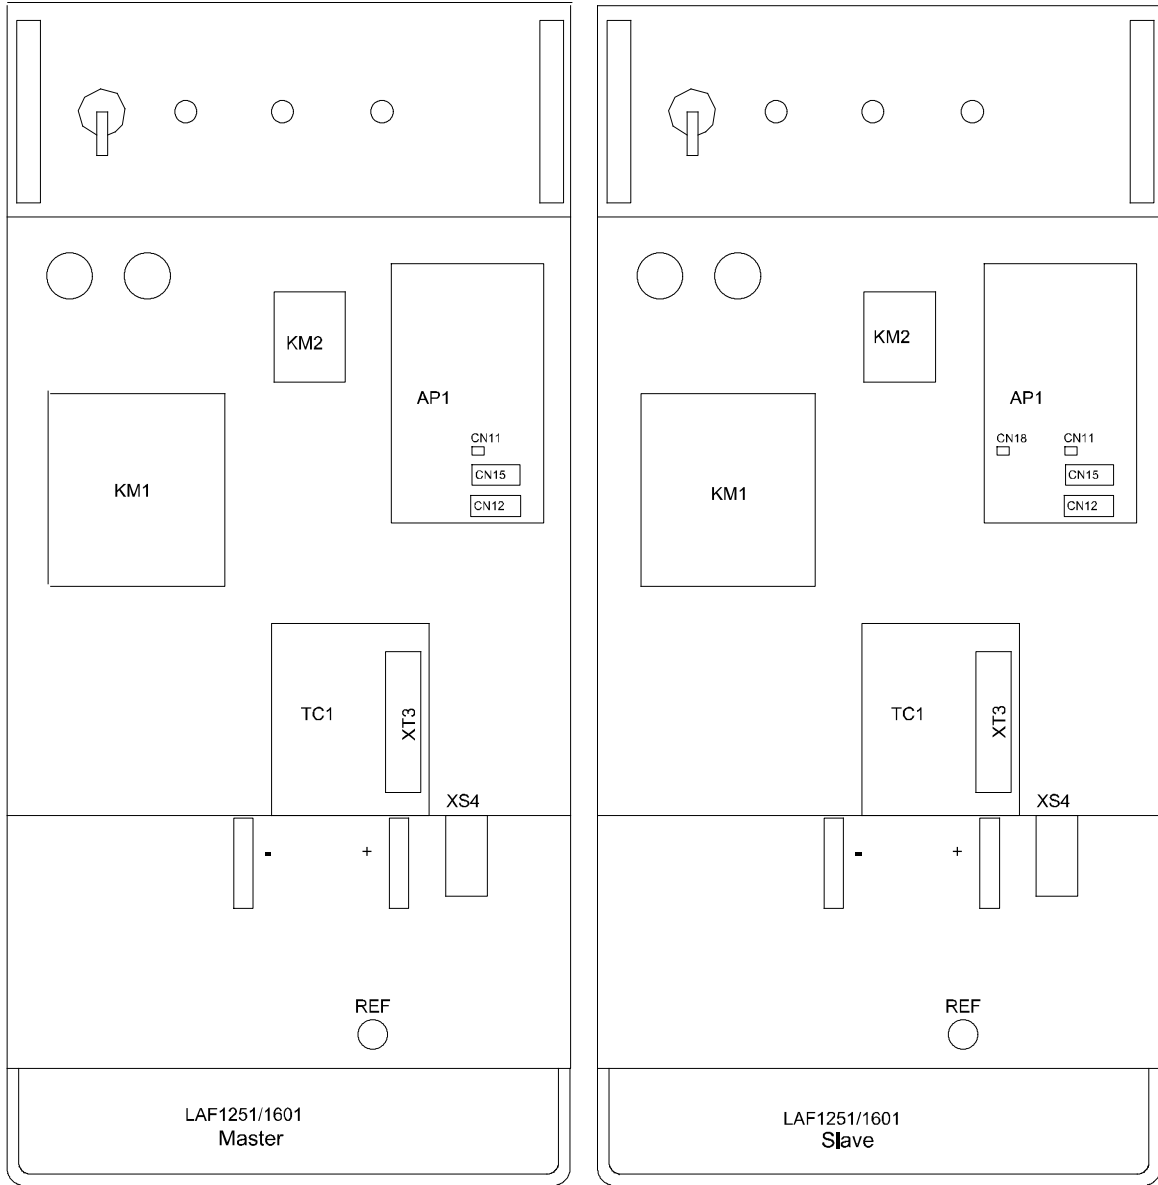 KM2
AP1
CN11
CN15
KM1
CN12
TC1
XT3
XS4
- +
REF
LAF1251/1601
Master
KM2
AP1
CN18 CN11
CN15
KM1
CN12
TC1
XT3
XS4
- +
REF
LAF1251/1601
Slave